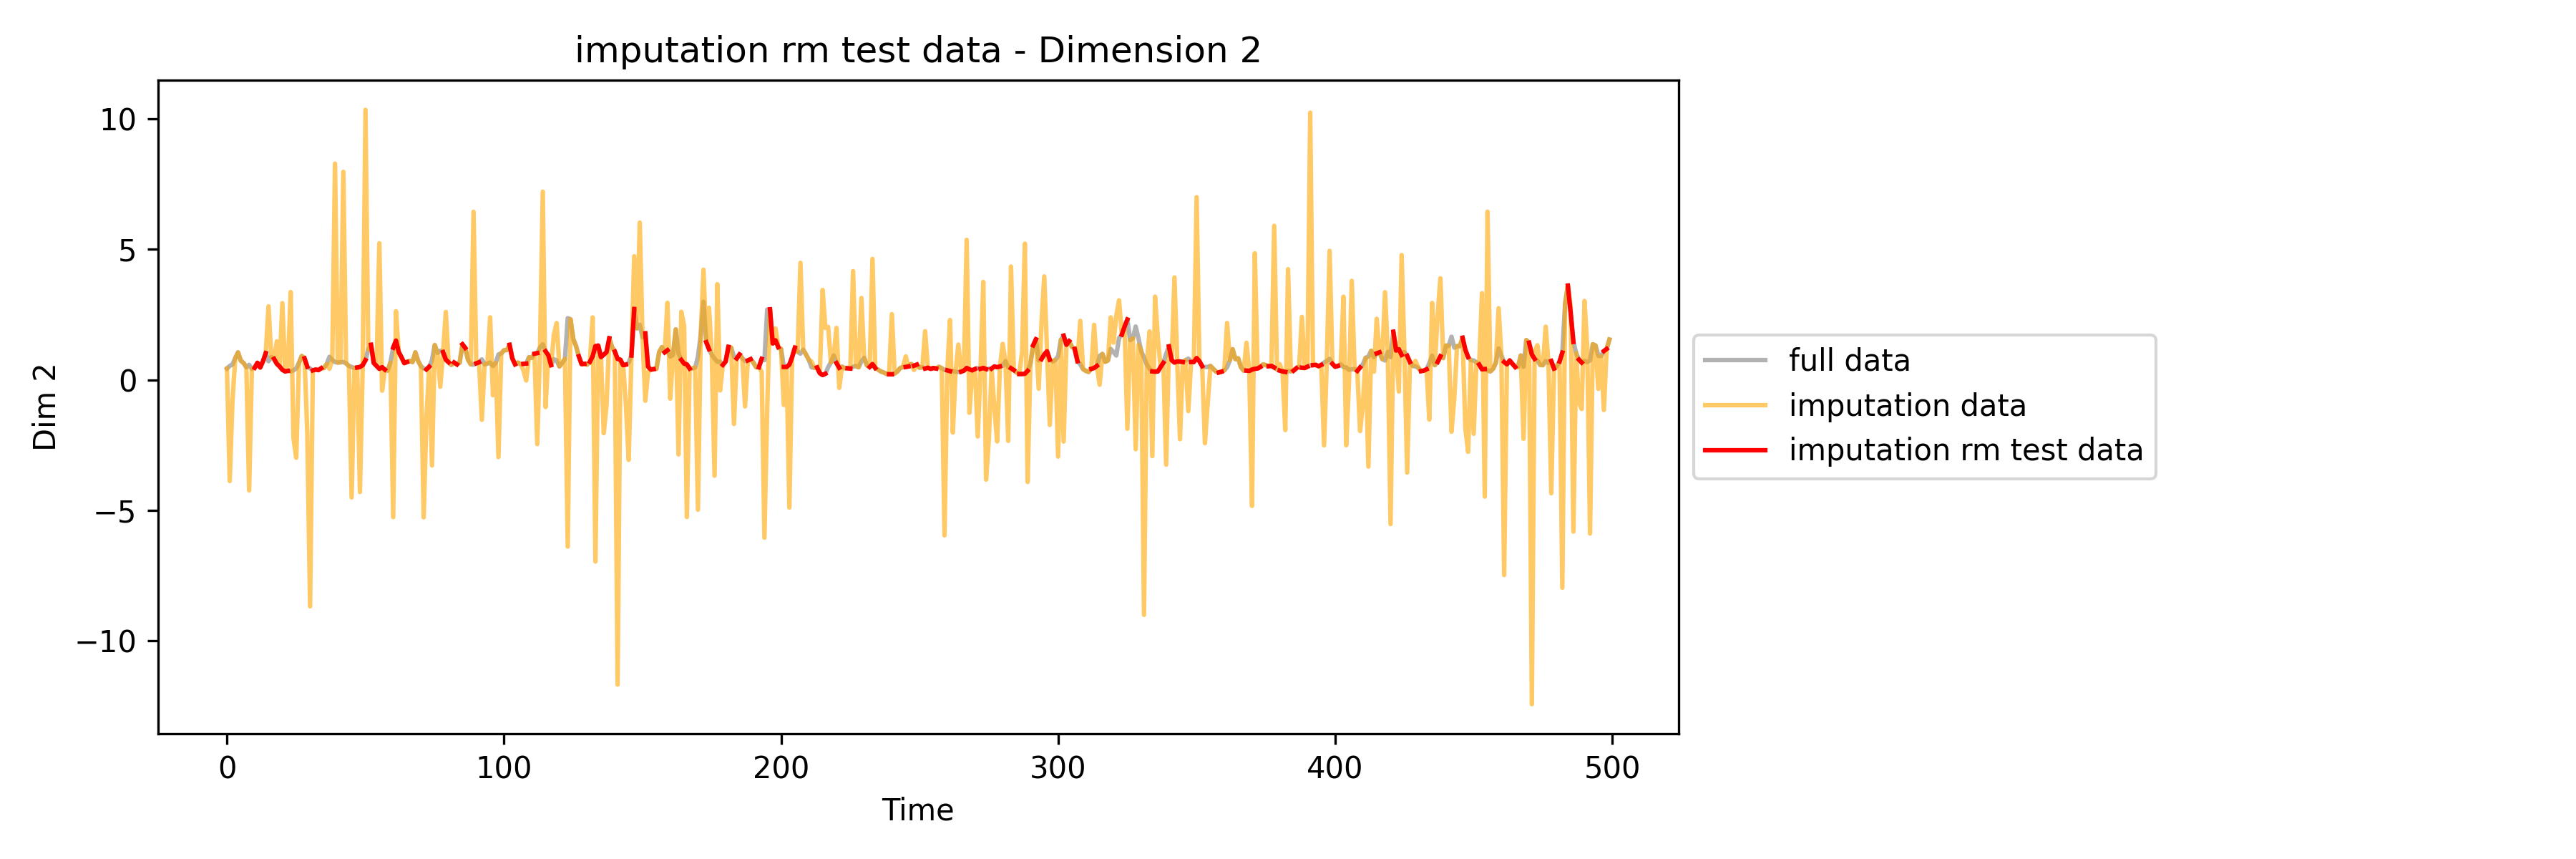 imputation rm test data - Dimension 2
10
5
0
−5
−10
Dim 2
0 100 200 300 400 500
Time
full data
imputation data
imputation rm test data